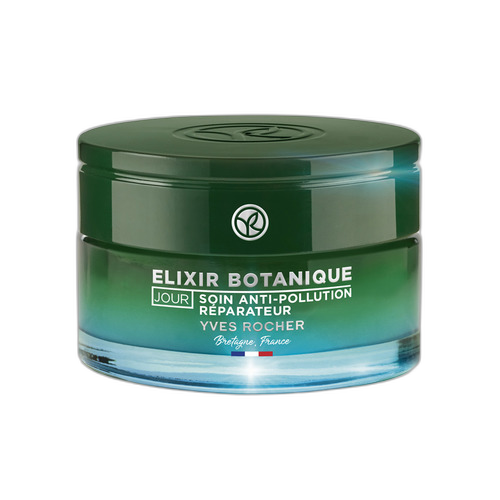 ELIXIR BOTANIQUE
JOUR SOIN ANTI-POLLUTION
RÉPARATEUR
YVES ROCHER
Bretagne, France